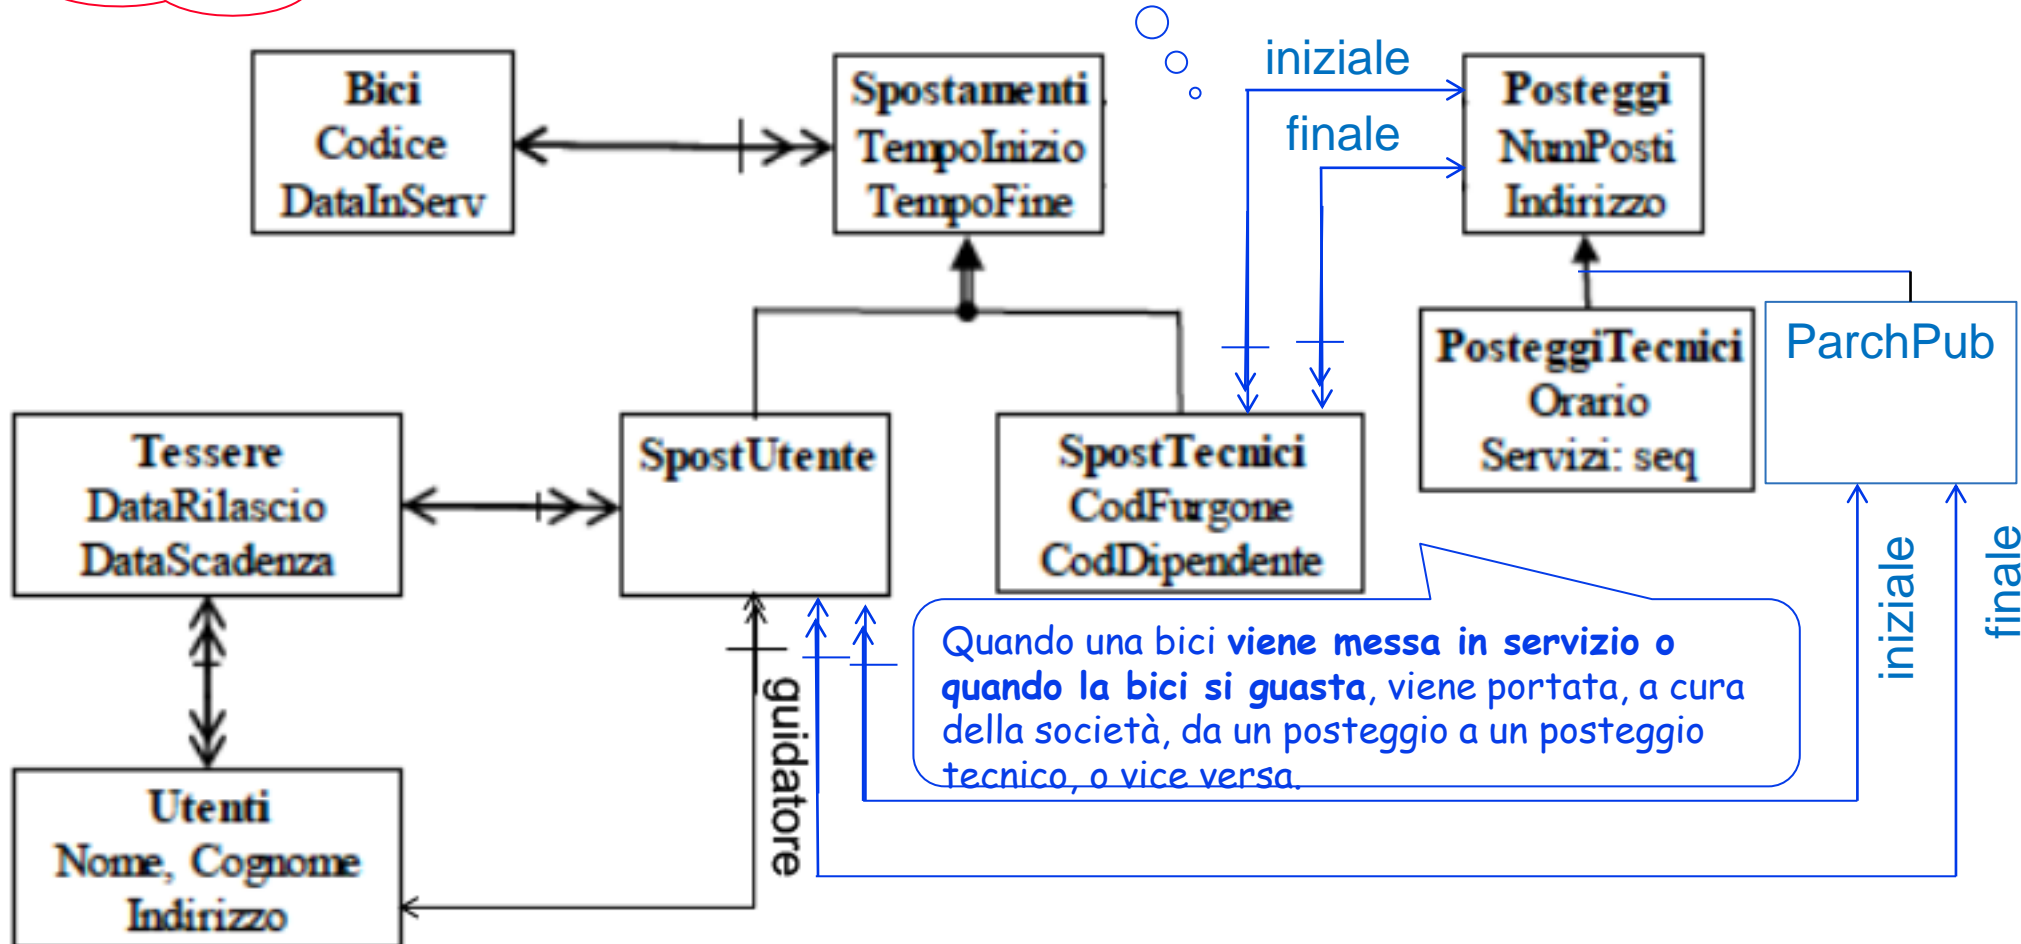 Bici
Codice
DataInServ
Spostamenti
TempoInizio
TempoFine
iniziale
finale
Posteggi
NumPosti
Indirizzo
Tessere
DataRilascio
DataScadenza
SpostUtente
SpostTecnici
CodFurgone
CodDipendente
PosteggiTecnici
Orario
Servizi: seq
ParchPub
Utenti
Nome, Cognome
Indirizzo
guidatore
Quando una bici viene messa in servizio o
quando la bici si guasta, viene portata, a cura
della società, da un posteggio a un posteggio
tecnico, o vice versa.
iniziale
finale